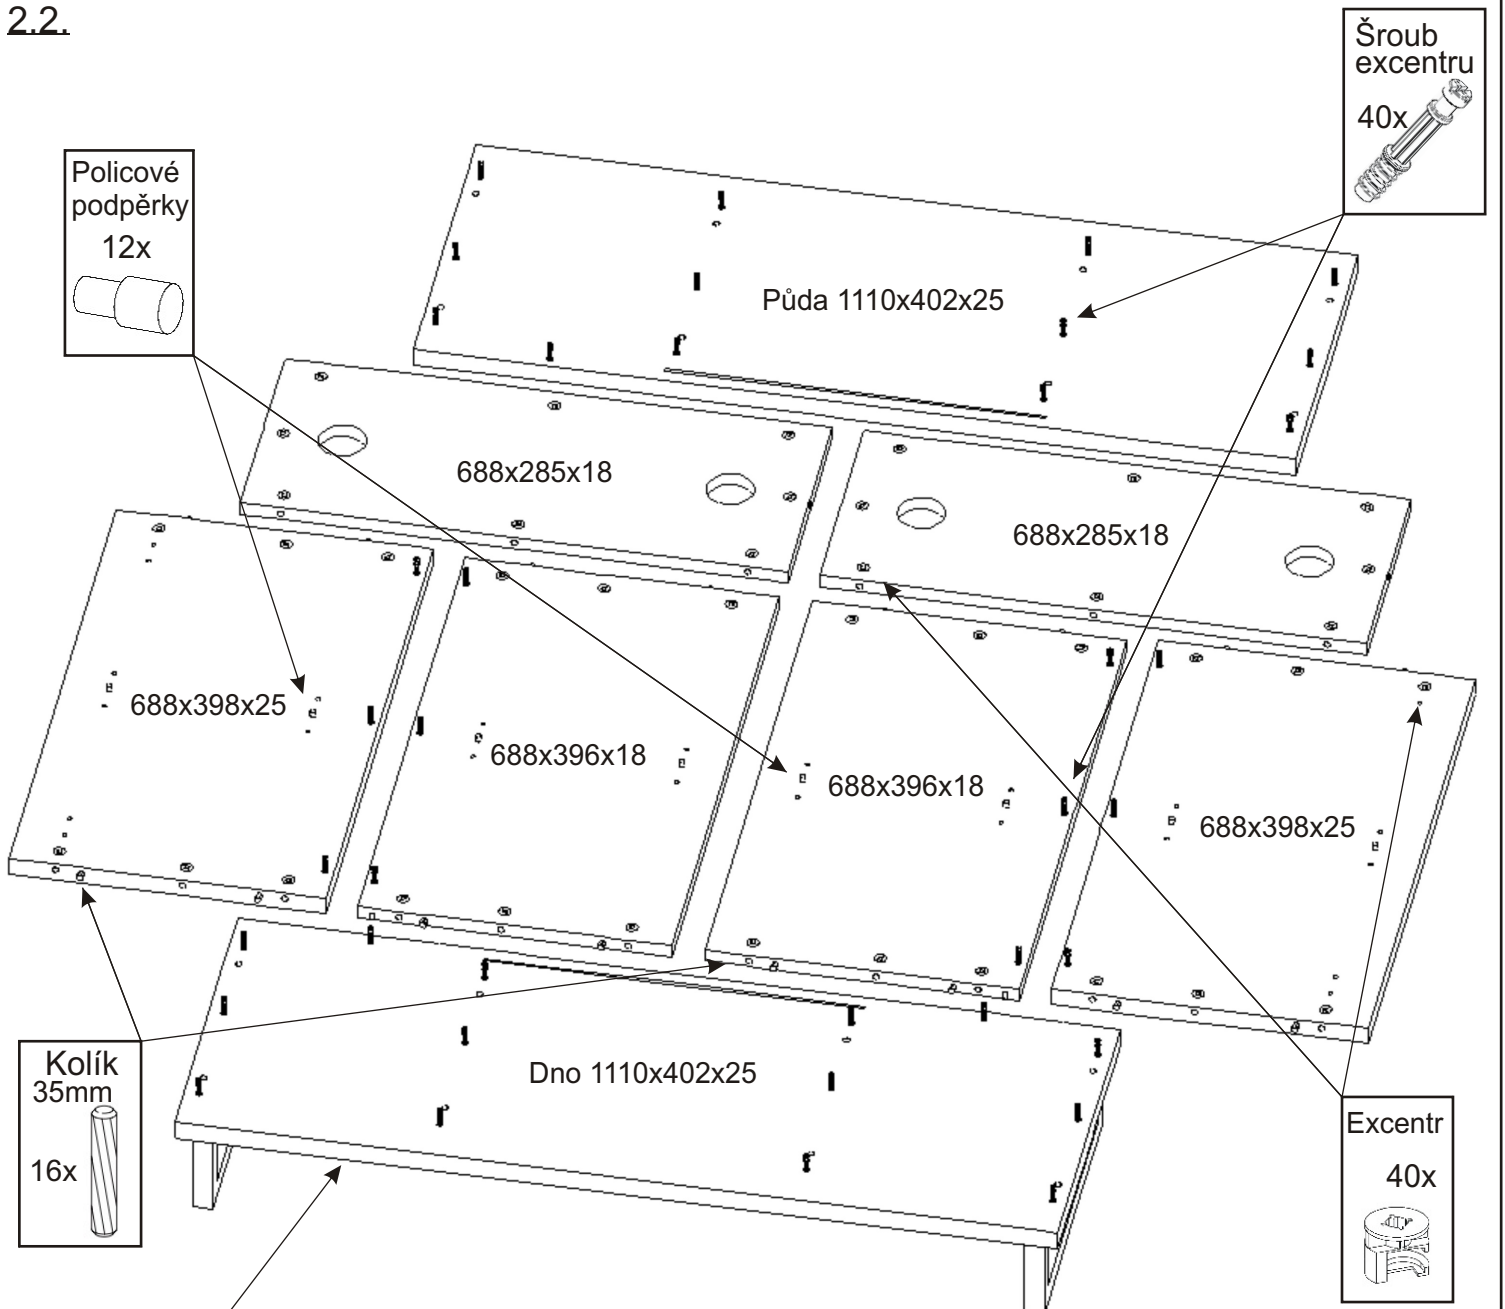 2.2.
Šroub
excentru
40x
Policové
podpěrky
12x
Půda 1110x402x25
688x285x18
688x285x18
688x398x25
688x396x18
688x396x18
688x398x25
Kolík
35mm
16x
Dno 1110x402x25
Excentr
40x